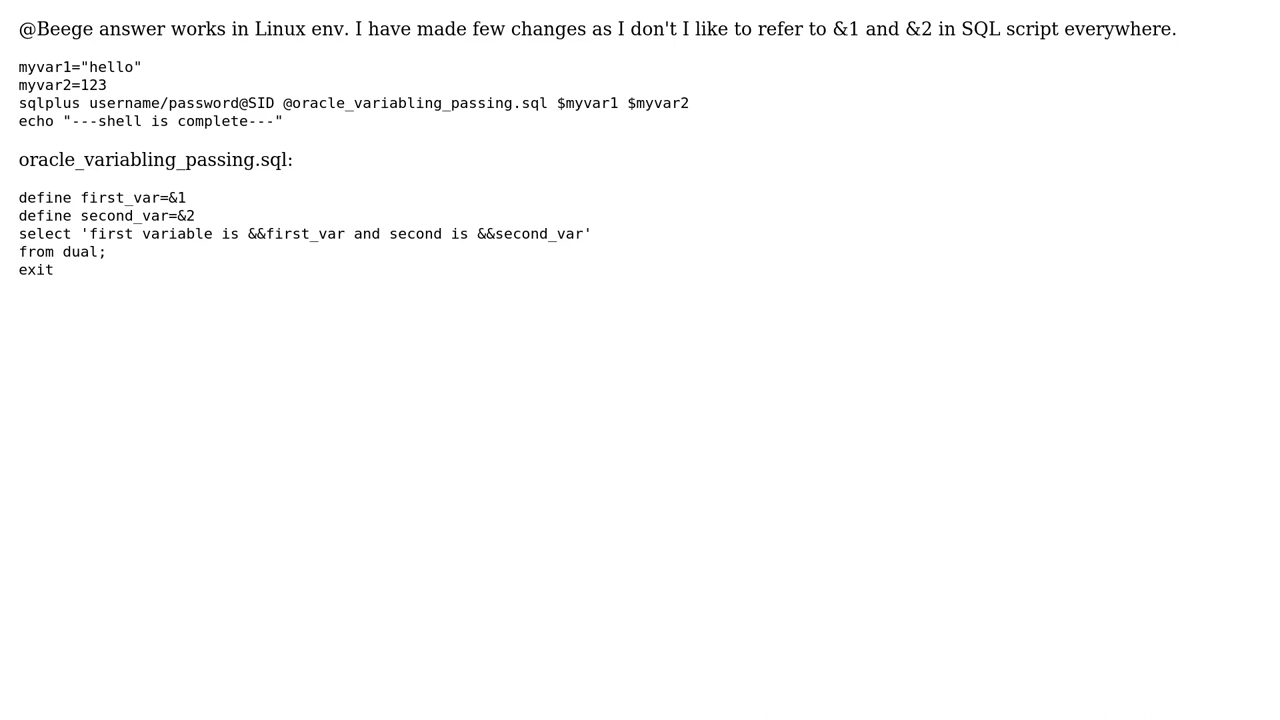 @Beege answer works in Linux env. I have made few changes as I don't I like to refer to &1 and &2 in SQL script everywhere.
myvar1="hello"
myvar2=123
sqlplus username/password@SID @oracle_variabling_passing.sql $myvar1 $myvar2
echo "---shell is complete---"
oracle_variabling_passing.sql:
define first_var=&1
define second_var=&2
select 'first variable is &&first_var and second is &&second_var'
from dual;
exit